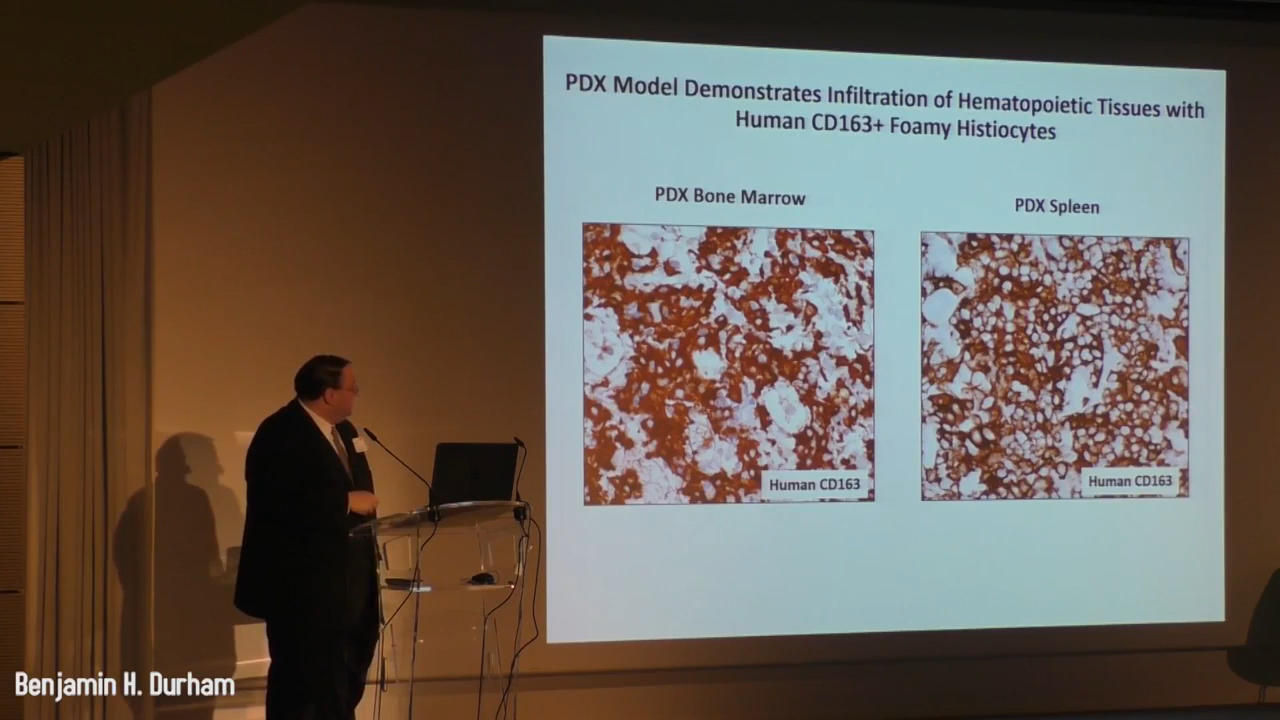 PDX Model Demonstrates Infiltration of Hematopoietic Tissues with
Human CD163+ Foamy Histiocytes
PDX Bone Marrow
PDX Spleen
Human CD163
Human CD163
Benjamin H. Durham